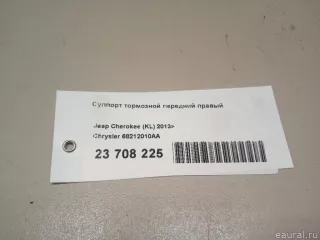 Суппорт тормозной передний правый
Jeep Cherokee (KL) 2013>
Chrysler 68212010AA
23 708 225
eaural.ru